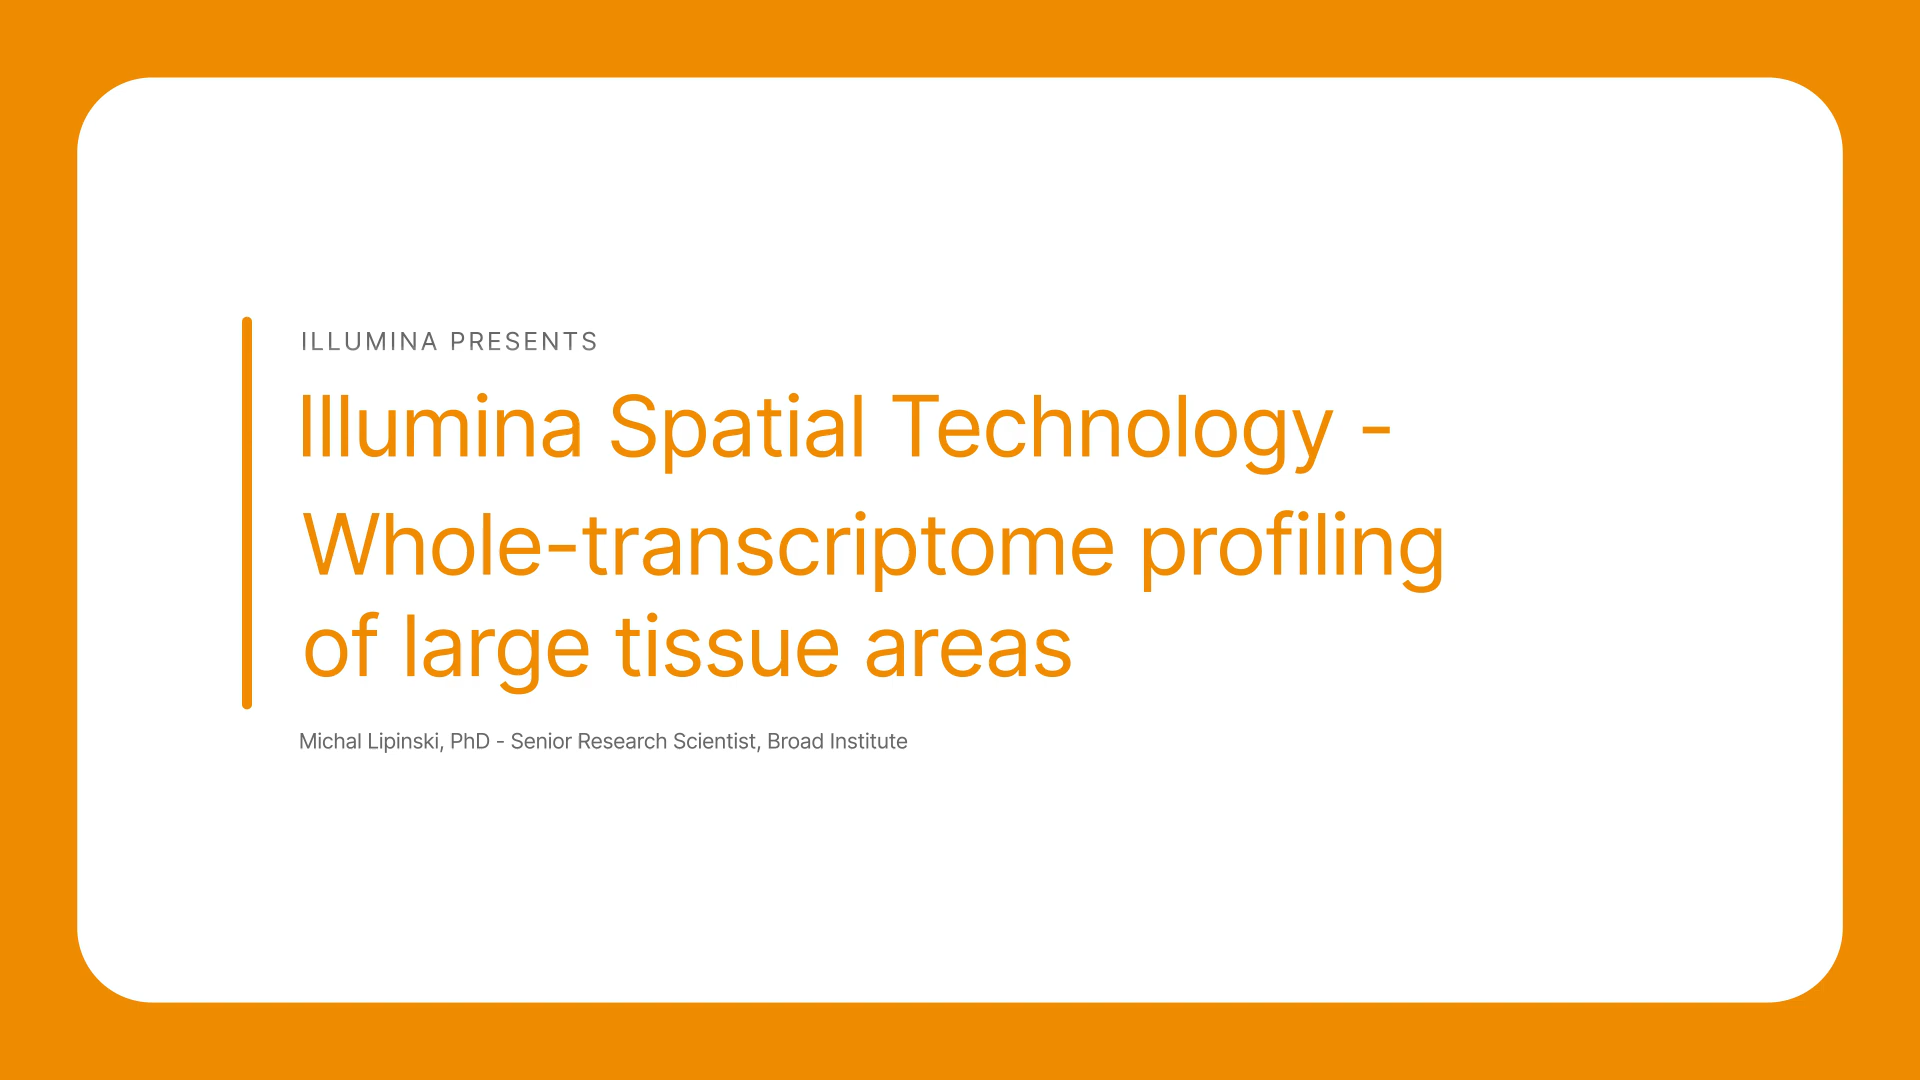 ILLUMINA PRESENTS
Illumina Spatial Technology -
Whole-transcriptome profiling
of large tissue areas
Michal Lipinski, PhD - Senior Research Scientist, Broad Institute